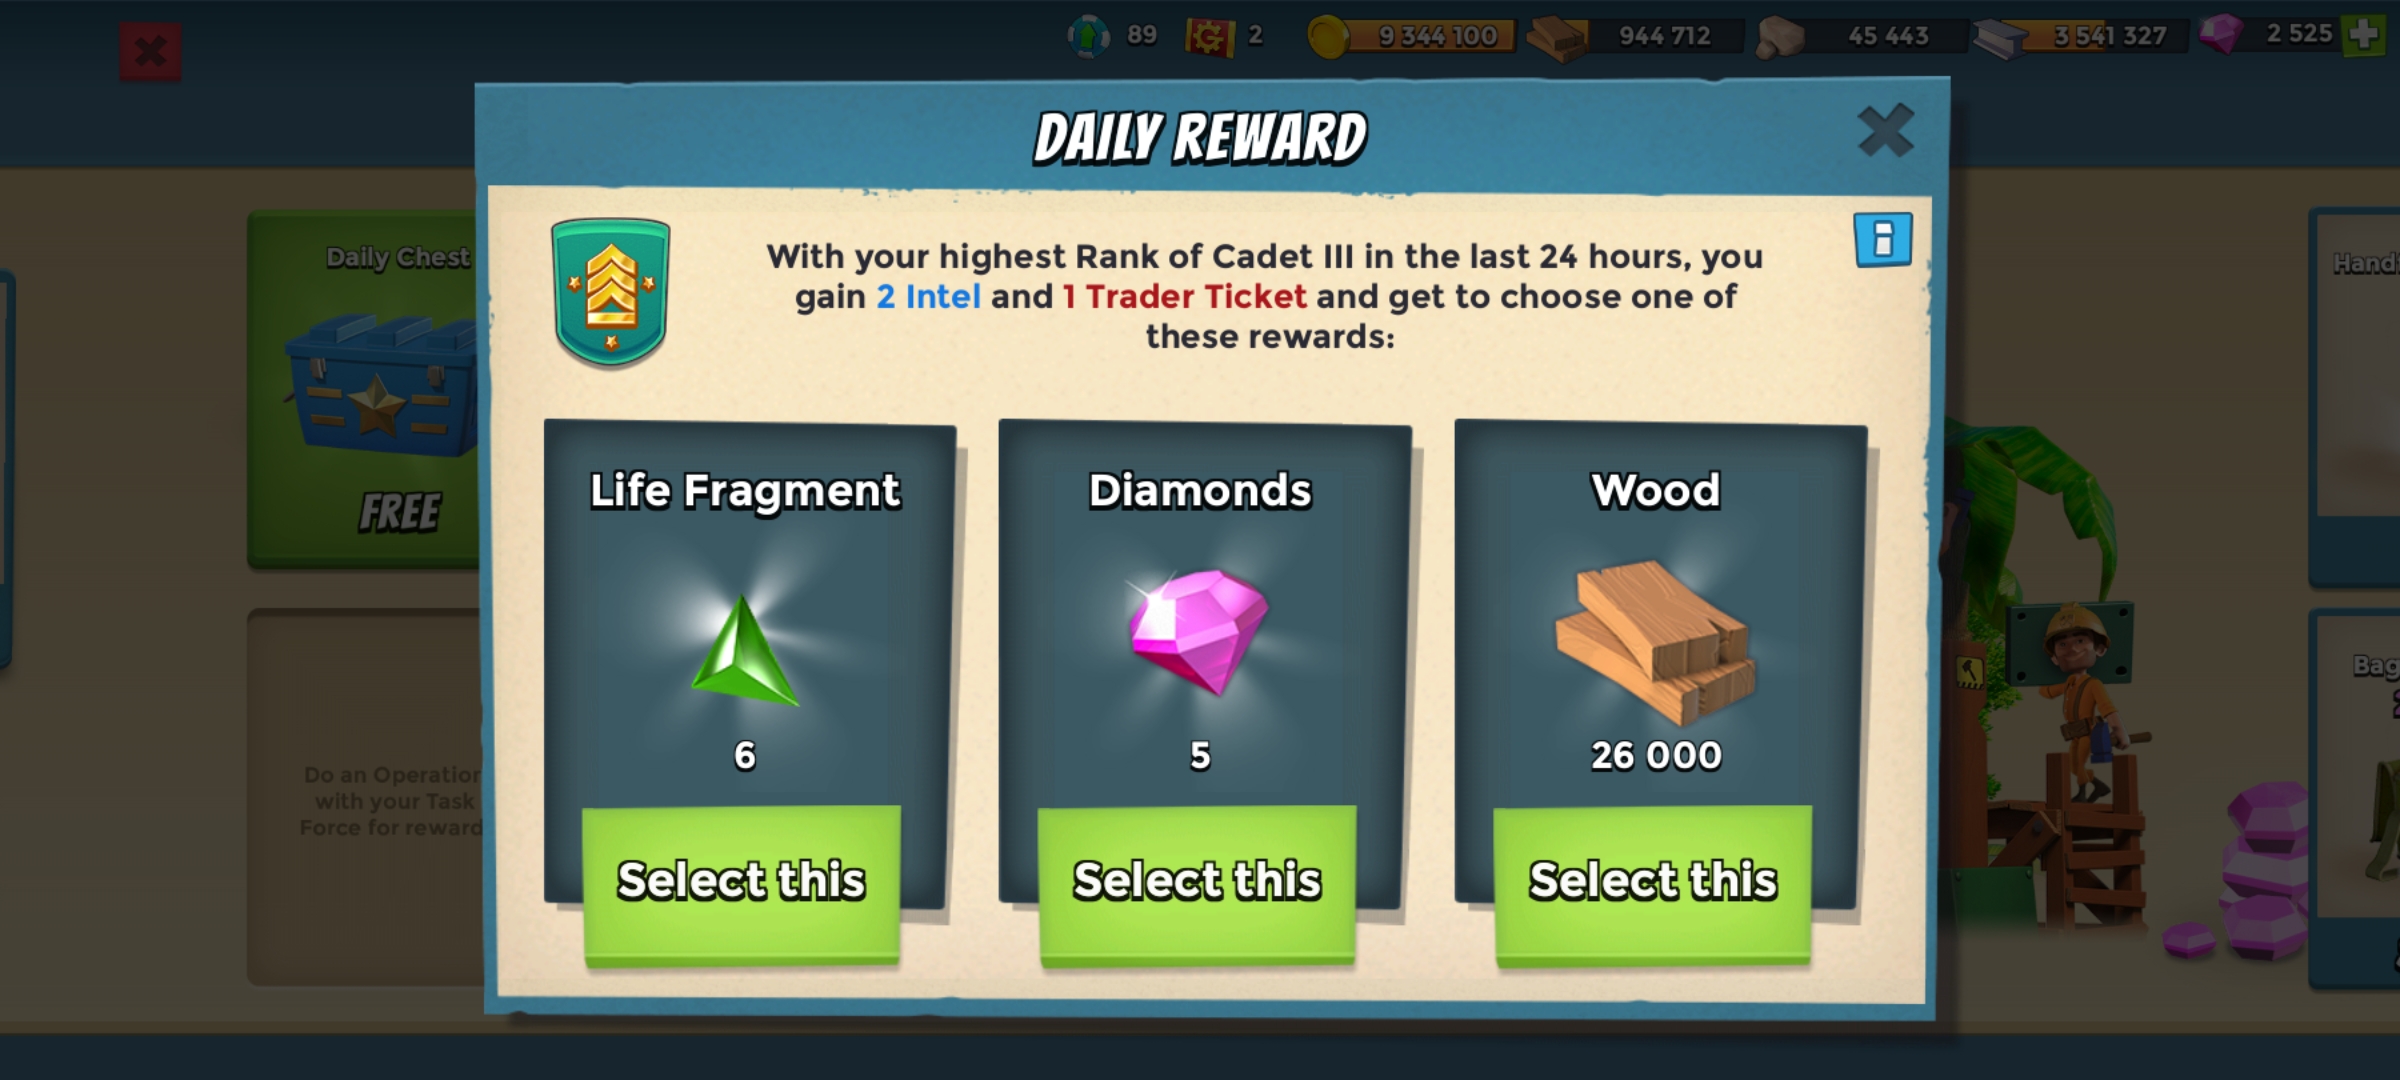 89
2
9 344 100
944 712
45 443
3 541 327
2 525
DAILY REWARD
With your highest Rank of Cadet III in the last 24 hours, you
gain 2 Intel and 1 Trader Ticket and get to choose one of
these rewards:
Daily Chest
FREE
Do an Operation
with your Task
Force for reward
Life Fragment
6
Select this
Diamonds
5
Select this
Wood
26 000
Select this
Hand
Bag